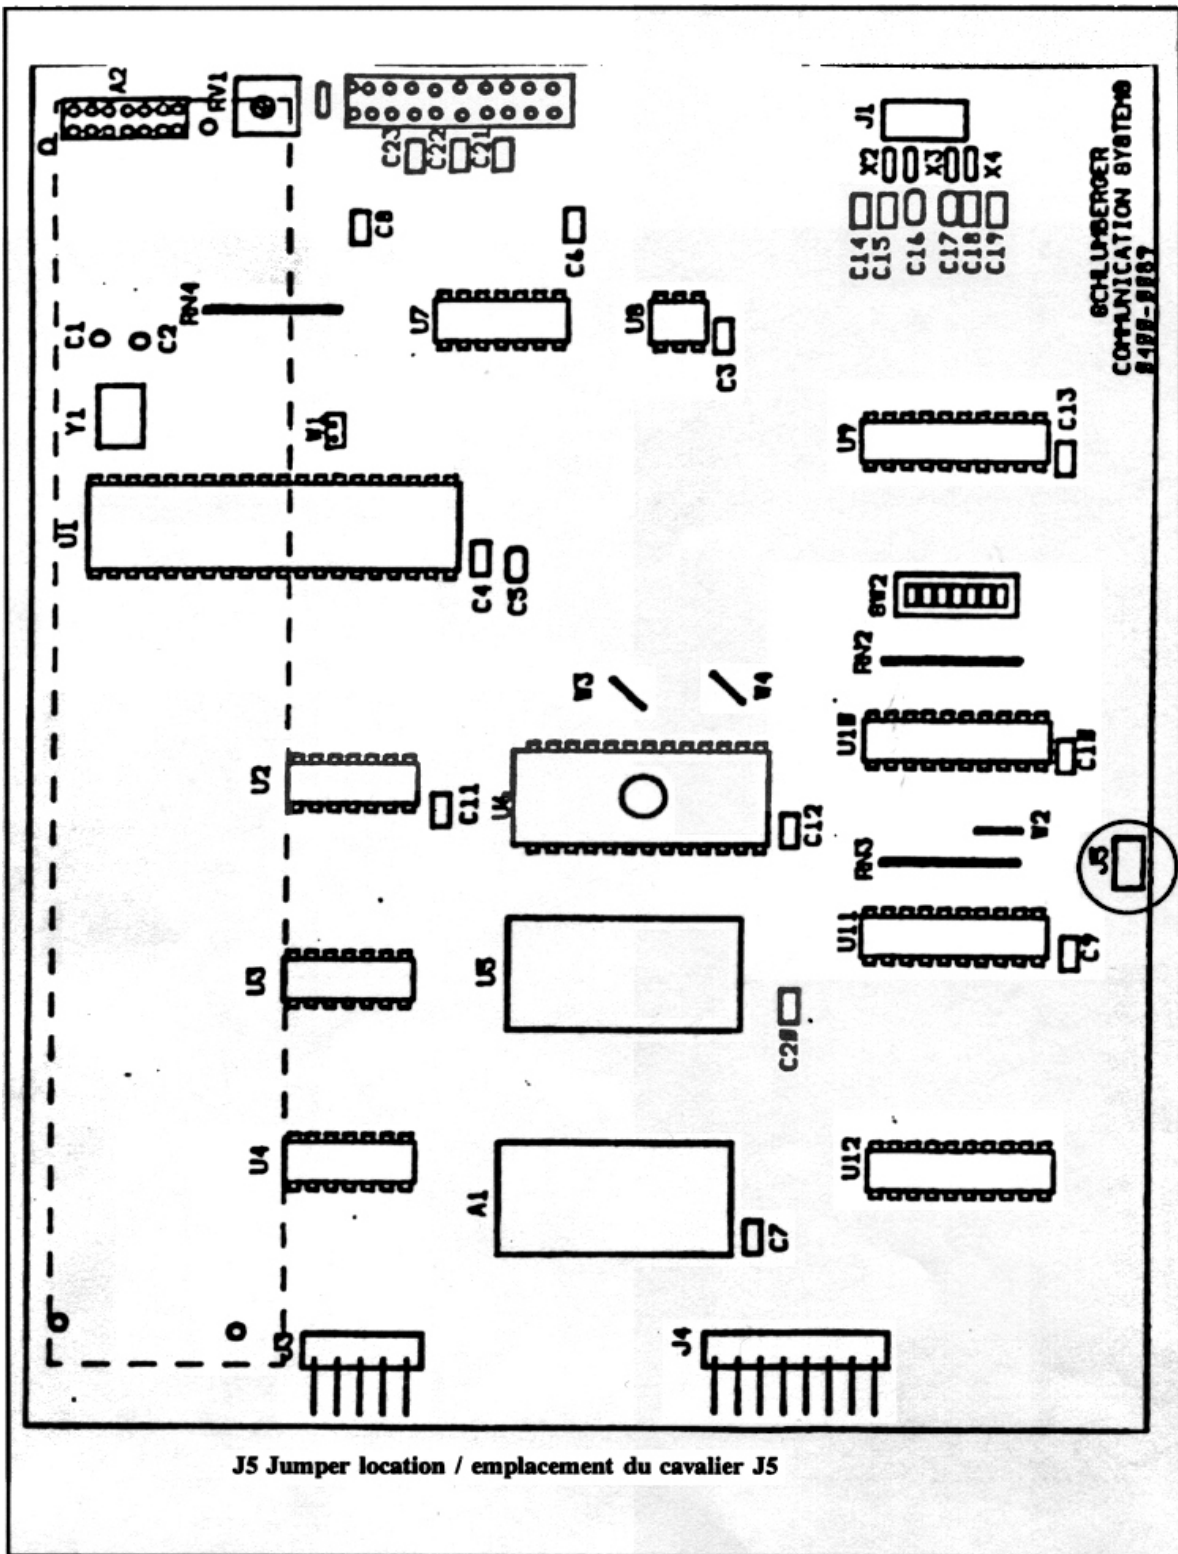 A2
RV1
J1
C23
C22
C21
X2
X3
X4
C8
C6
C14
C15
C16
C17
C18
C19
SCHLUMBERGER
COMMUNICATION SYSTEMS
0400-0087
RN4
C1
C2
U7
U8
C3
Y1
W1
U9
C13
U1
C4
C5
SW2
RN2
W3
W4
U2
C11
U6
C12
U10
C10
W2
RN3
J5
U3
U5
U11
C9
C20
U4
A1
C7
U12
J3
J4
J5 Jumper location / emplacement du cavalier J5